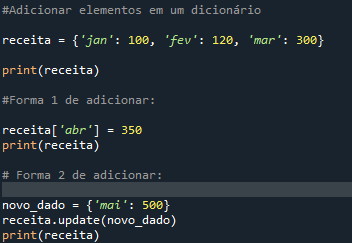 #Adicionar elementos em um dicionário
receita = {'jan': 100, 'fev': 120, 'mar': 300}
print(receita)
#Forma 1 de adicionar:
receita['abr'] = 350
print(receita)
# Forma 2 de adicionar:
novo_dado = {'mai': 500}
receita.update(novo_dado)
print(receita)